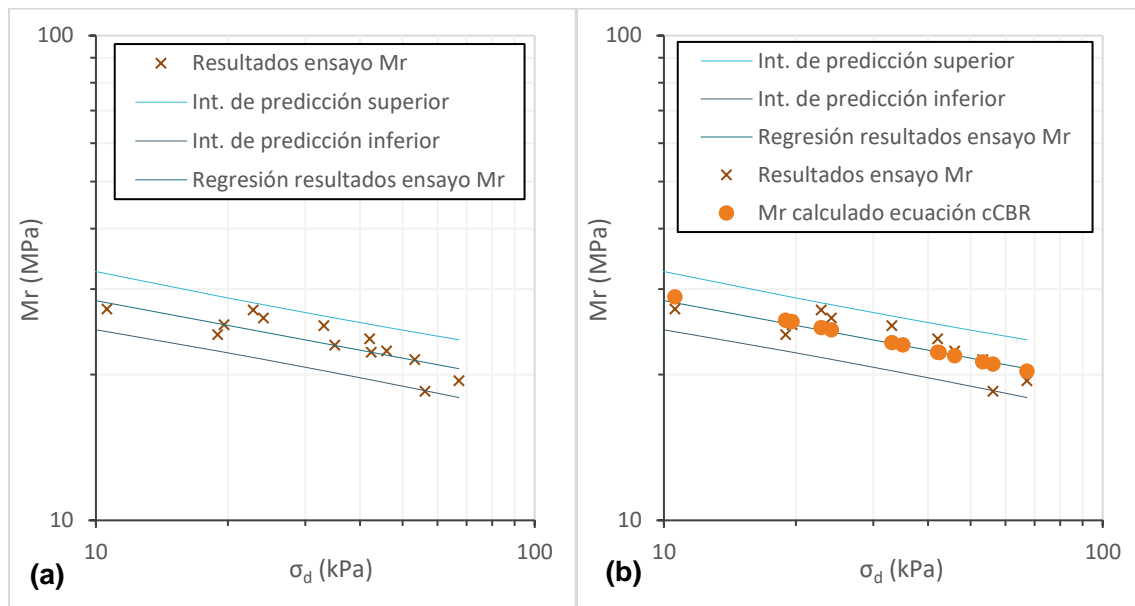 100
Resultados ensayo Mr
Int. de predicción superior
Int. de predicción inferior
Regresión resultados ensayo Mr
Mr (MPa)
10
10
100
σd (kPa)
(a)
100
Int. de predicción superior
Int. de predicción inferior
Regresión resultados ensayo Mr
Resultados ensayo Mr
Mr calculado ecuación cCBR
Mr (MPa)
10
10
100
σd (kPa)
(b)